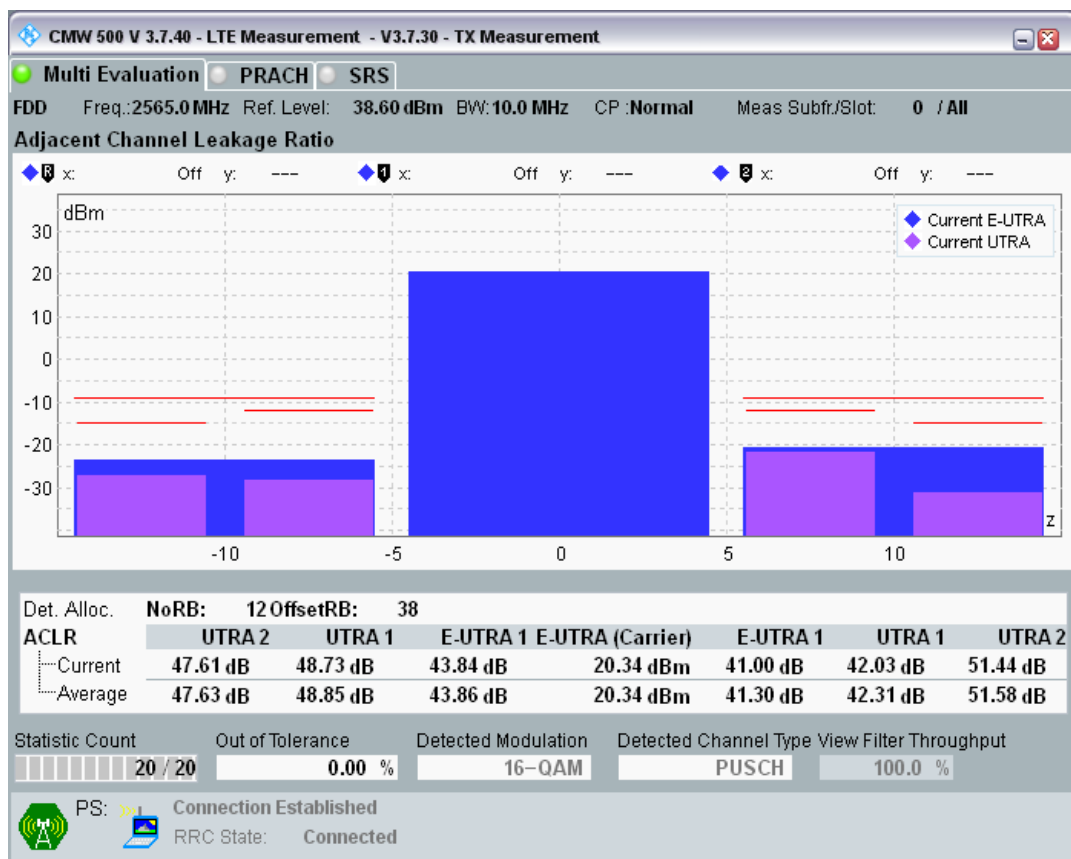 CMW 500 V 3.7.40 - LTE Measurement - V3.7.30 - TX Measurement
Multi Evaluation PRACH SRS
FDD Freq.:2565.0 MHz Ref. Level: 38.60 dBm BW:10.0 MHz CP :Normal Meas Subfr./Slot: 0 / All
Adjacent Channel Leakage Ratio
R x: Off y: --- 1 x: Off y: --- 2 x: Off y: ---
dBm
Current E-UTRA
Current UTRA
30
20
10
0
-10
-20
-30
z
-10 -5 0 5 10
Det. Alloc. NoRB: 12 OffsetRB: 38
ACLR UTRA 2 UTRA 1 E-UTRA 1 E-UTRA (Carrier) E-UTRA 1 UTRA 1 UTRA 2
Current 47.61 dB 48.73 dB 43.84 dB 20.34 dBm 41.00 dB 42.03 dB 51.44 dB
Average 47.63 dB 48.85 dB 43.86 dB 20.34 dBm 41.30 dB 42.31 dB 51.58 dB
Statistic Count Out of Tolerance Detected Modulation Detected Channel Type View Filter Throughput
20 / 20 0.00 % 16-QAM PUSCH 100.0 %
PS: Connection Established
RRC State: Connected